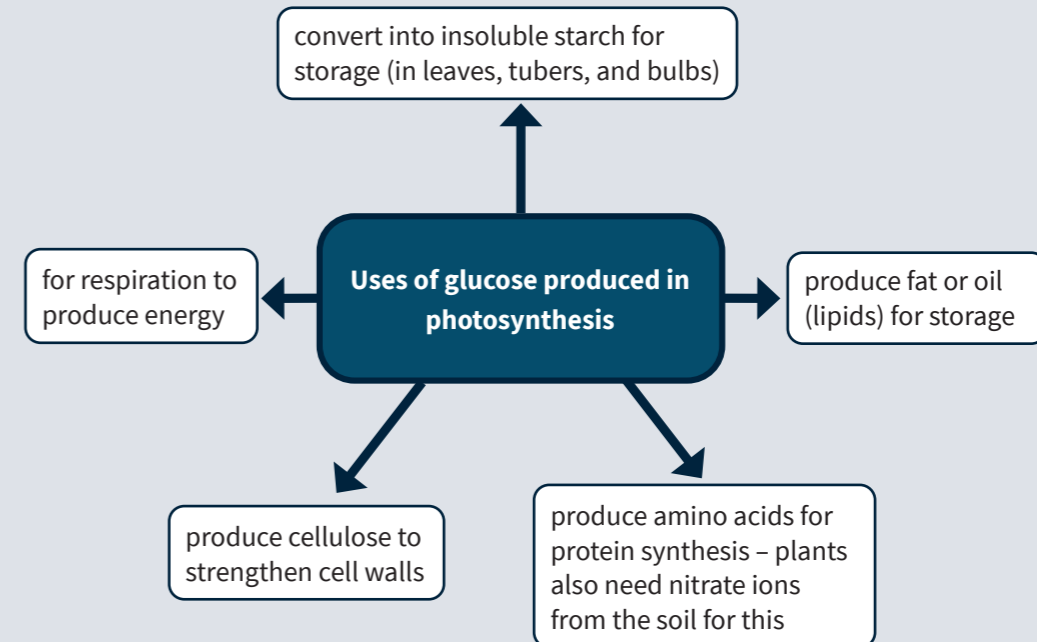 convert into insoluble starch for
storage (in leaves, tubers, and bulbs)
for respiration to
produce energy
Uses of glucose produced in
photosynthesis
produce fat or oil
(lipids) for storage
produce cellulose to
strengthen cell walls
produce amino acids for
protein synthesis – plants
also need nitrate ions
from the soil for this